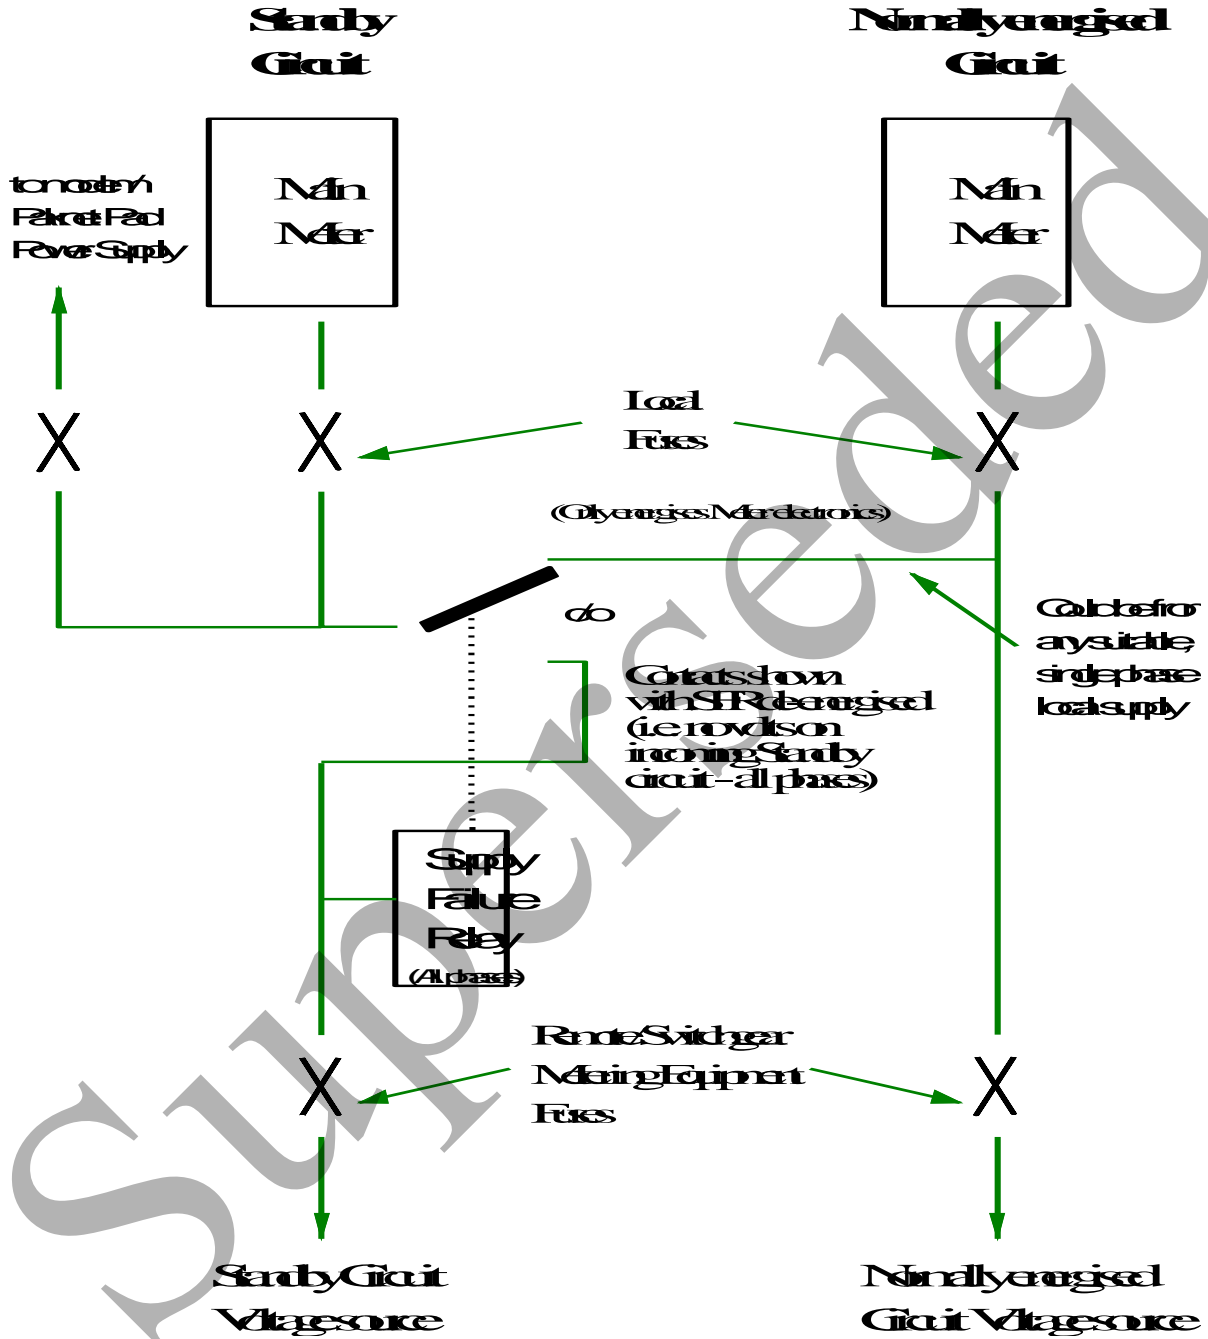 Standby
Circuit
Normally energised
Circuit
to modem/
Paknet Pad
Power Supply
Main
Meter
Main
Meter
Local
Fuses
(Only energises Meter electronics)
c/o
Could be from
any suitable,
single phase
local supply
Contacts shown
with SFR de-energised
(i.e. no volts on
incoming Standby
circuit - all phases)
Supply
Failure
Relay
(All phases)
Remote/Switchgear
Metering Equipment
Fuses
Standby Circuit
Voltage source
Normally energised
Circuit Voltage source
Superseded